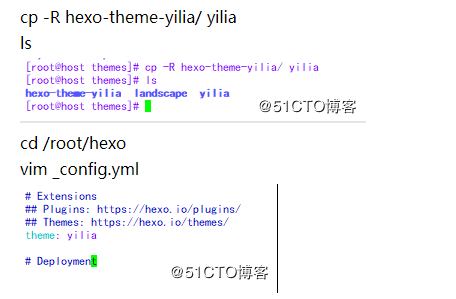 cp -R hexo-theme-yilia/ yilia
ls
[root@host themes]# cp -R hexo-theme-yilia/ yilia
[root@host themes]# ls
hexo-theme-yilia landscape yilia
[root@host themes]#
@51CTO博客
cd /root/hexo
vim _config.yml
# Extensions
## Plugins: https://hexo.io/plugins/
## Themes: https://hexo.io/themes/
theme: yilia
# Deployment
@51CTO博客